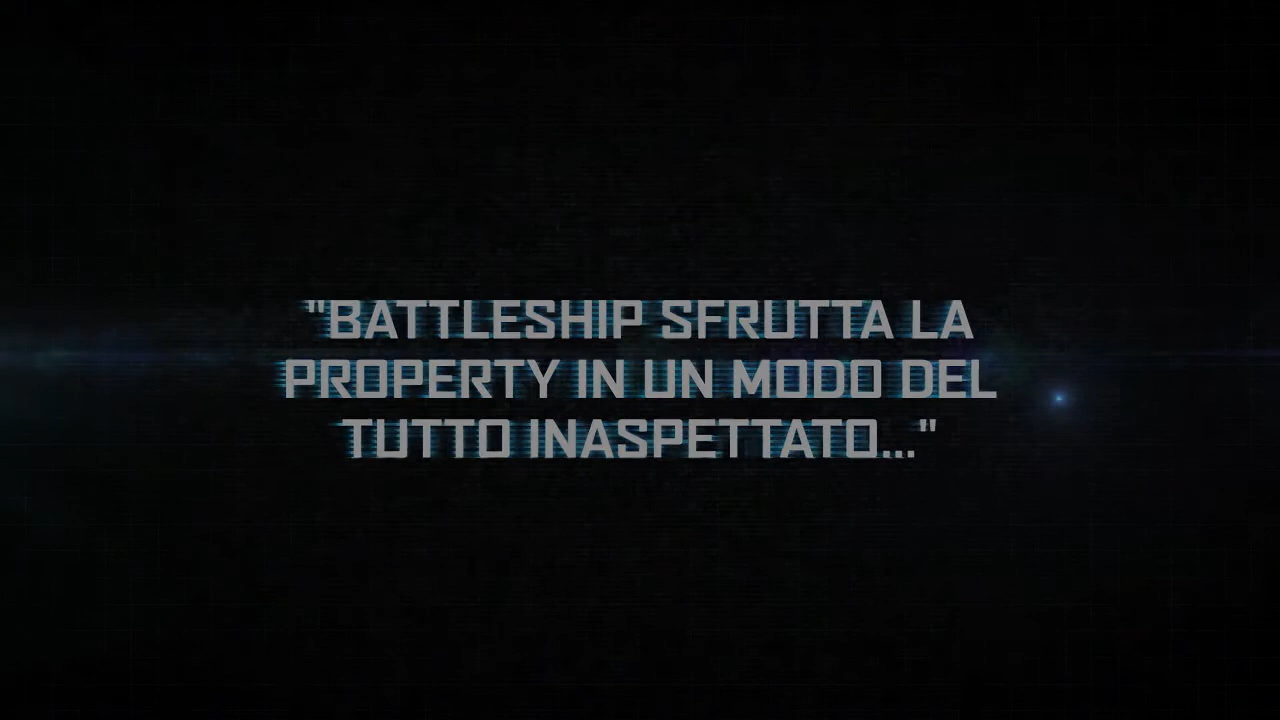 "BATTLESHIP SFRUTTA LA
PROPERTY IN UN MODO DEL
TUTTO INASPETTATO..."